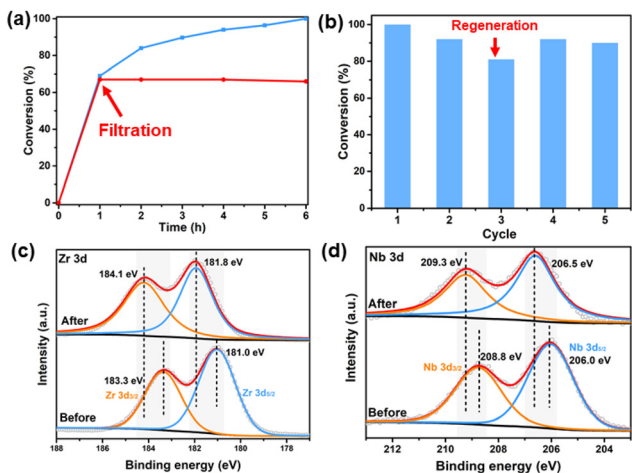 (a)
100
80
60
40
20
0
Conversion (%)
Filtration
0 1 2 3 4 5 6
Time (h)
(b)
100
80
60
40
20
0
Conversion (%)
Regeneration
1 2 3 4 5
Cycle
(c)
Zr 3d
181.8 eV
184.1 eV
After
181.0 eV
183.3 eV
Zr 3d3/2
Zr 3d5/2
Before
Intensity (a.u.)
188 186 184 182 180 178
Binding energy (eV)
(d)
Nb 3d
209.3 eV
206.5 eV
After
208.8 eV
Nb 3d3/2
Nb 3d5/2
206.0 eV
Before
Intensity (a.u.)
212 210 208 206 204
Binding energy (eV)